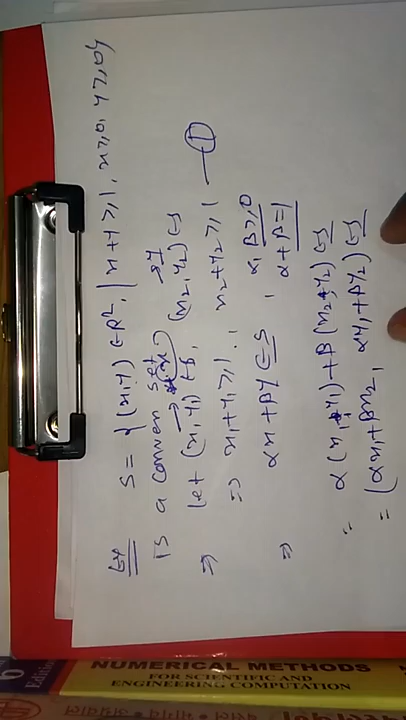 Ex S = {(x,y) ∈ R², | x+y ≥ 1, x ≥ 0, y ≥ 0}
is a convex set
⇒ let (x₁, y₁) ∈ S, (x₂, y₂) ∈ S
⇒ x₁+y₁ ≥ 1 , x₂+y₂ ≥ 1 — ①
⇒ αx + βy ∈ S , α, β ≥ 0
α+β = 1
= α(x₁, y₁) + β(x₂, y₂) ∈ S
= (αx₁+βx₂, αy₁+βy₂) ∈ S
6
Edition
NUMERICAL METHODS
FOR SCIENTIFIC AND
ENGINEERING COMPUTATION